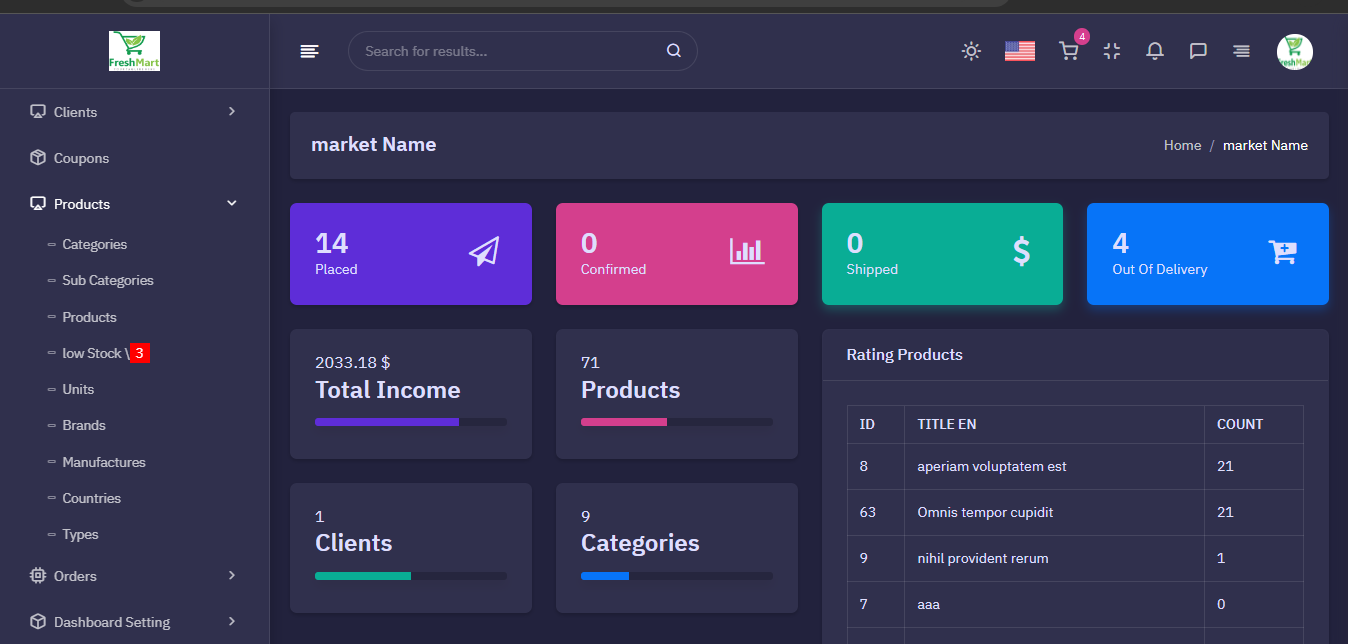 FreshMart
Search for results...
4
FreshMart
Clients
Coupons
Products
Categories
Sub Categories
Products
low Stock \ 3
Units
Brands
Manufactures
Countries
Types
Orders
Dashboard Setting
market Name
Home / market Name
14
Placed
0
Confirmed
0
Shipped
4
Out Of Delivery
2033.18 $
Total Income
71
Products
1
Clients
9
Categories
Rating Products
ID TITLE EN COUNT
8 aperiam voluptatem est 21
63 Omnis tempor cupidit 21
9 nihil provident rerum 1
7 aaa 0